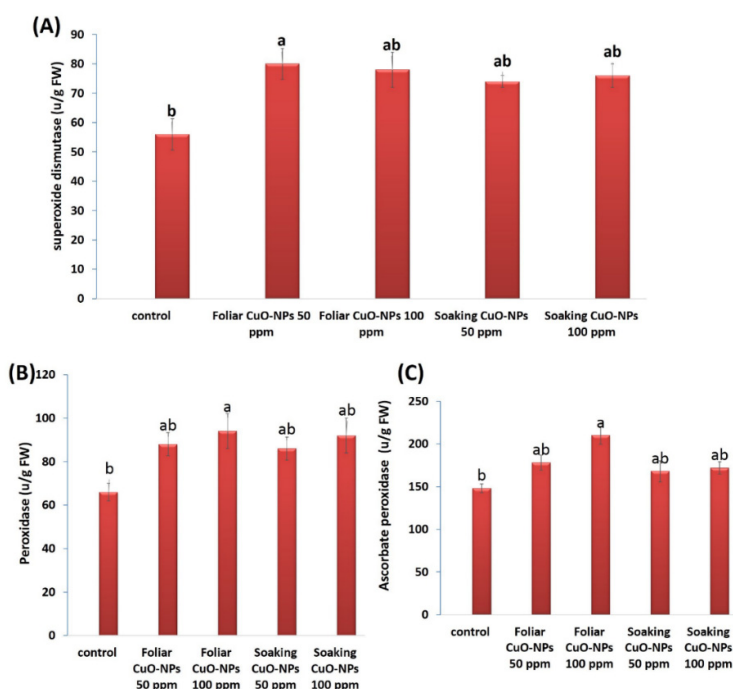 (A)
superoxide dismutase (u/g FW)
90
80
70
60
50
40
30
20
10
0
b
a
ab
ab
ab
control
Foliar CuO-NPs 50
ppm
Foliar CuO-NPs 100
ppm
Soaking CuO-NPs
50 ppm
Soaking CuO-NPs
100 ppm
(B)
Peroxidase (u/g FW)
120
100
80
60
40
20
0
b
ab
a
ab
ab
control
Foliar
CuO-NPs
50 ppm
Foliar
CuO-NPs
100 ppm
Soaking
CuO-NPs
50 ppm
Soaking
CuO-NPs
100 ppm
(C)
Ascorbate peroxidase (u/g FW)
250
200
150
100
50
0
b
ab
a
ab
ab
control
Foliar
CuO-NPs
50 ppm
Foliar
CuO-NPs
100 ppm
Soaking
CuO-NPs
50 ppm
Soaking
CuO-NPs
100 ppm